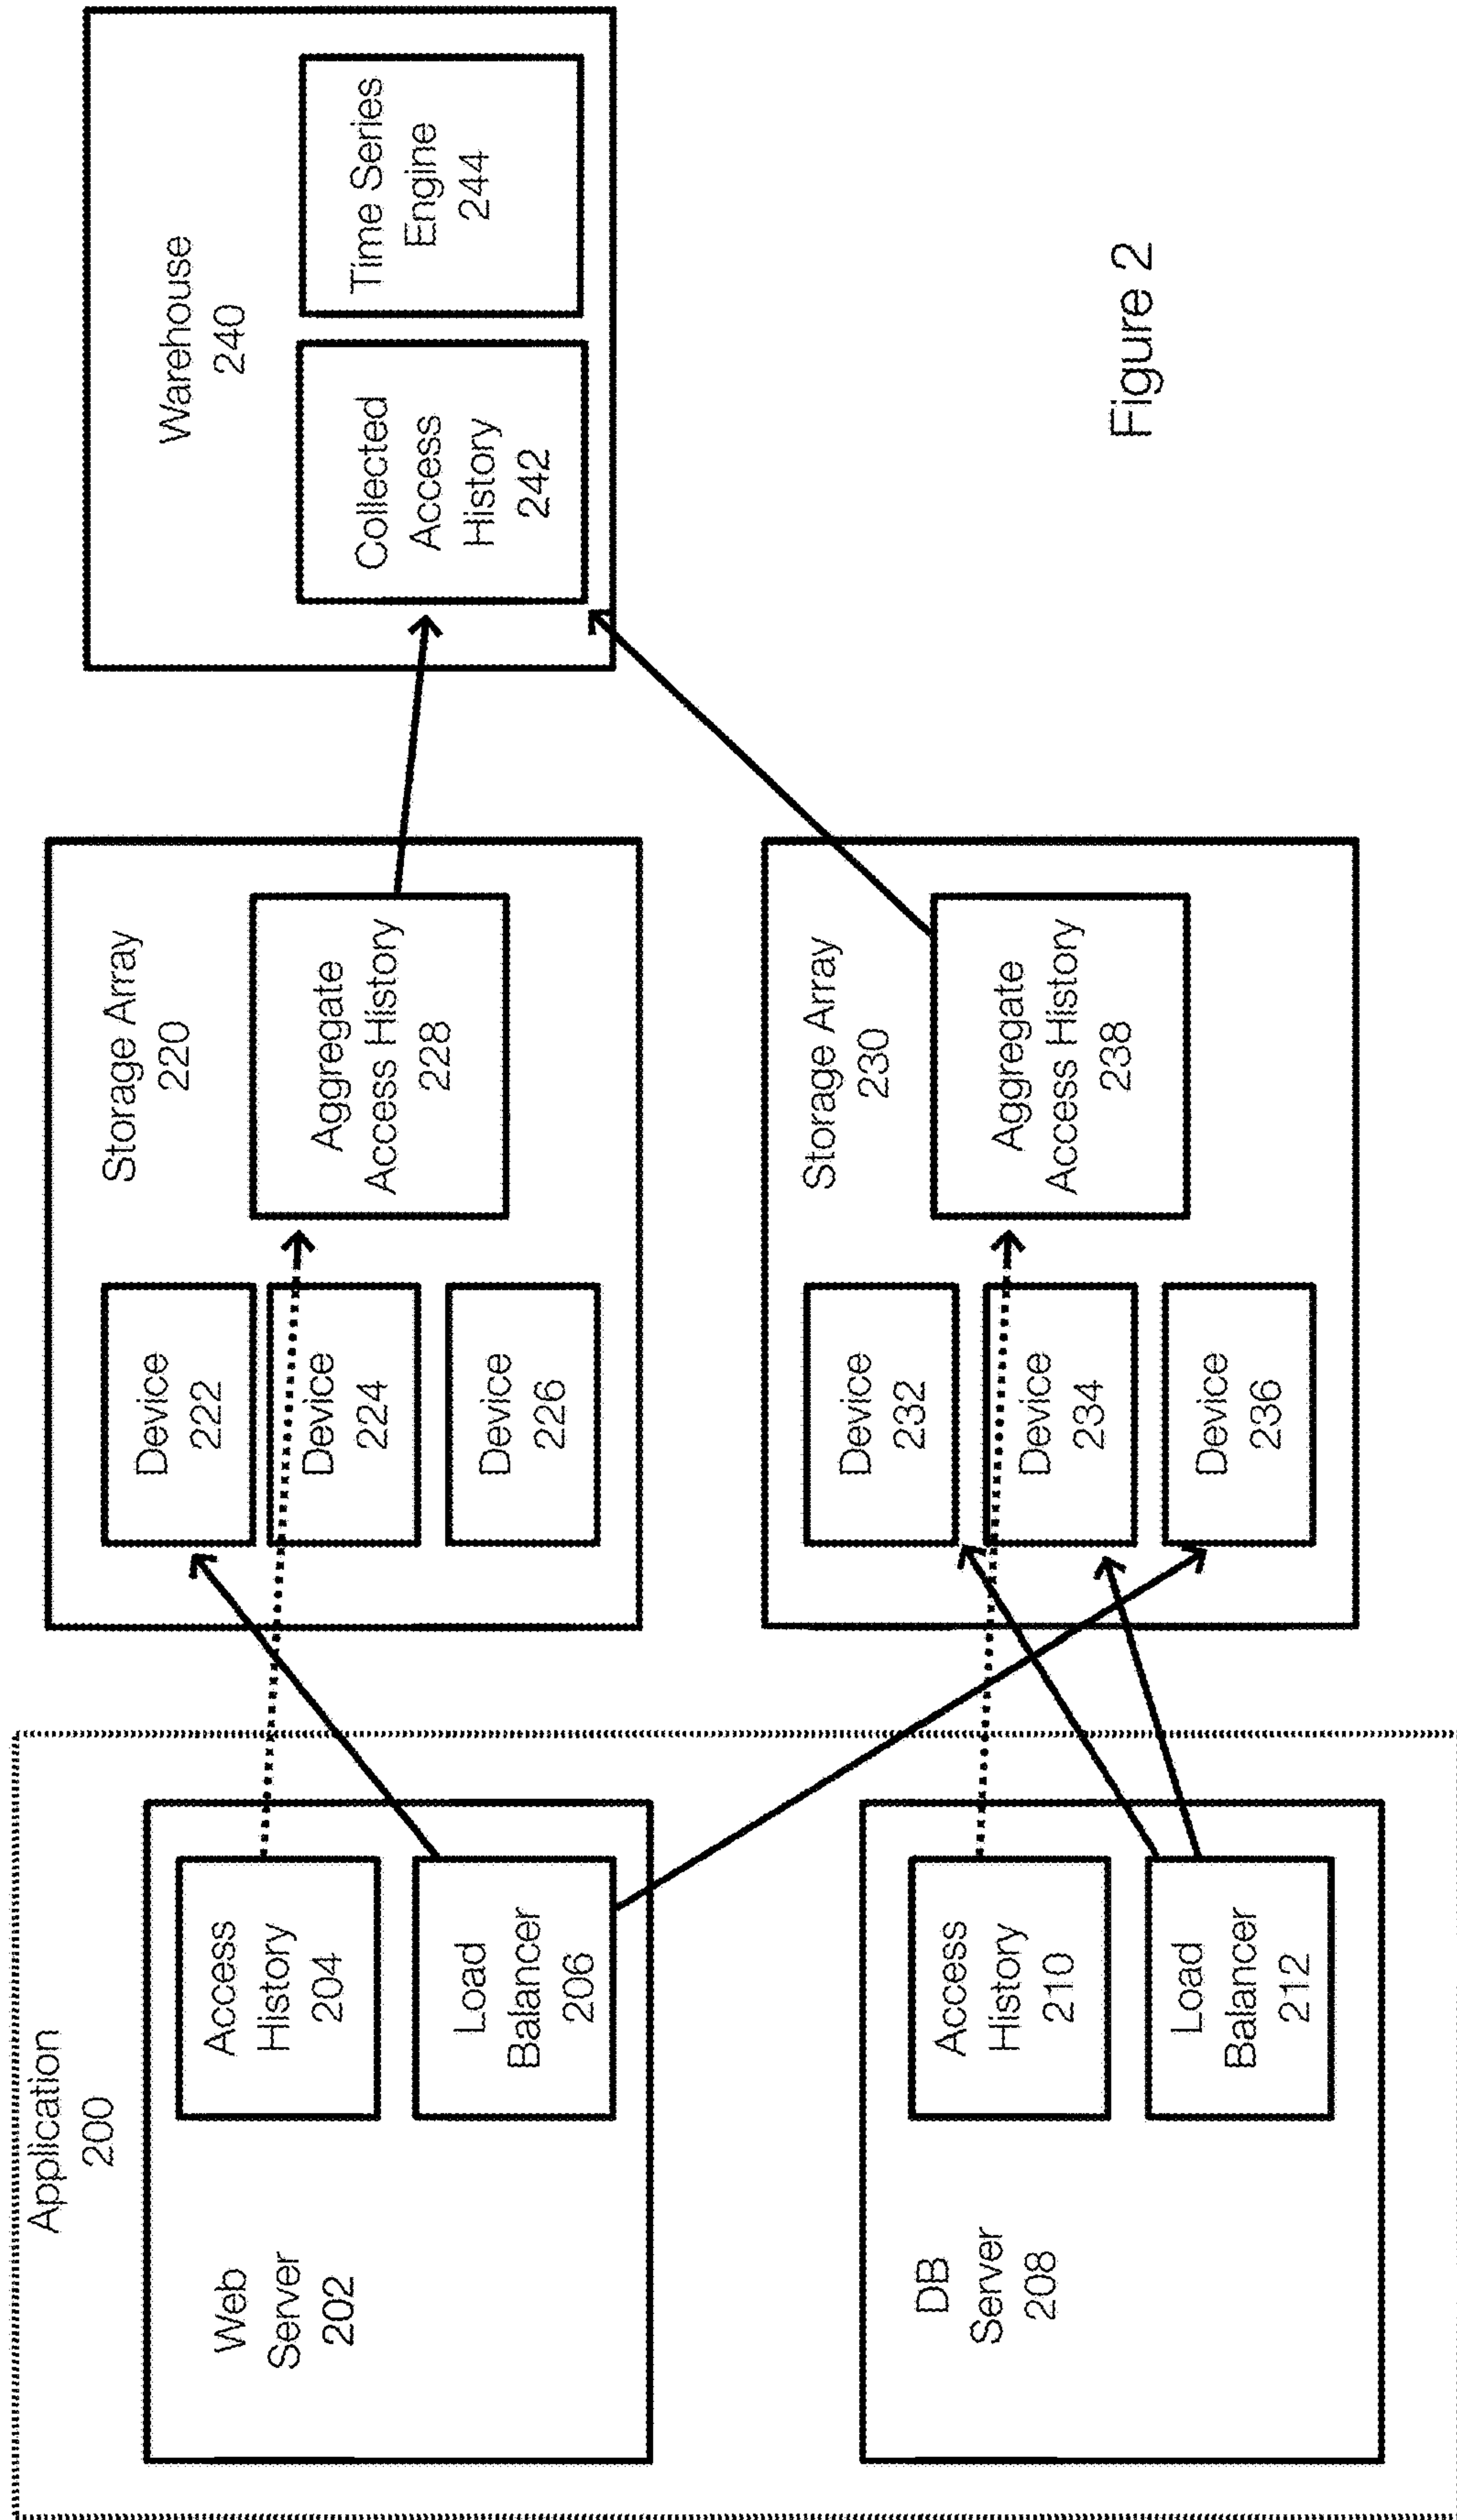 Application
200
Web
Server
202
Access
History
204
Load
Balancer
206
DB
Server
208
Access
History
210
Load
Balancer
212
Storage Array
220
Device
222
Device
224
Device
226
Aggregate
Access History
228
Storage Array
230
Device
232
Device
234
Device
236
Aggregate
Access History
238
Warehouse
240
Collected
Access
History
242
Time Series
Engine
244
Figure 2